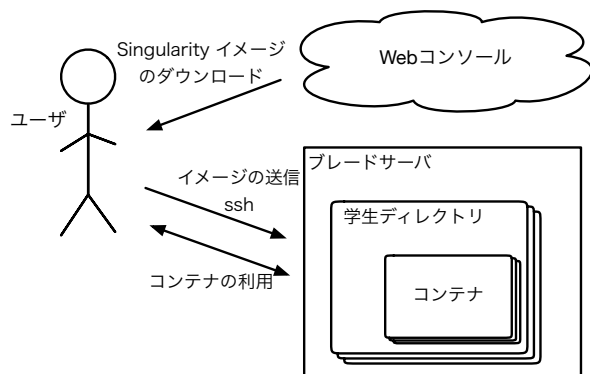 Singularity イメージ
のダウンロード
Webコンソール
ユーザ
ブレードサーバ
イメージの送信
ssh
学生ディレクトリ
コンテナの利用
コンテナ